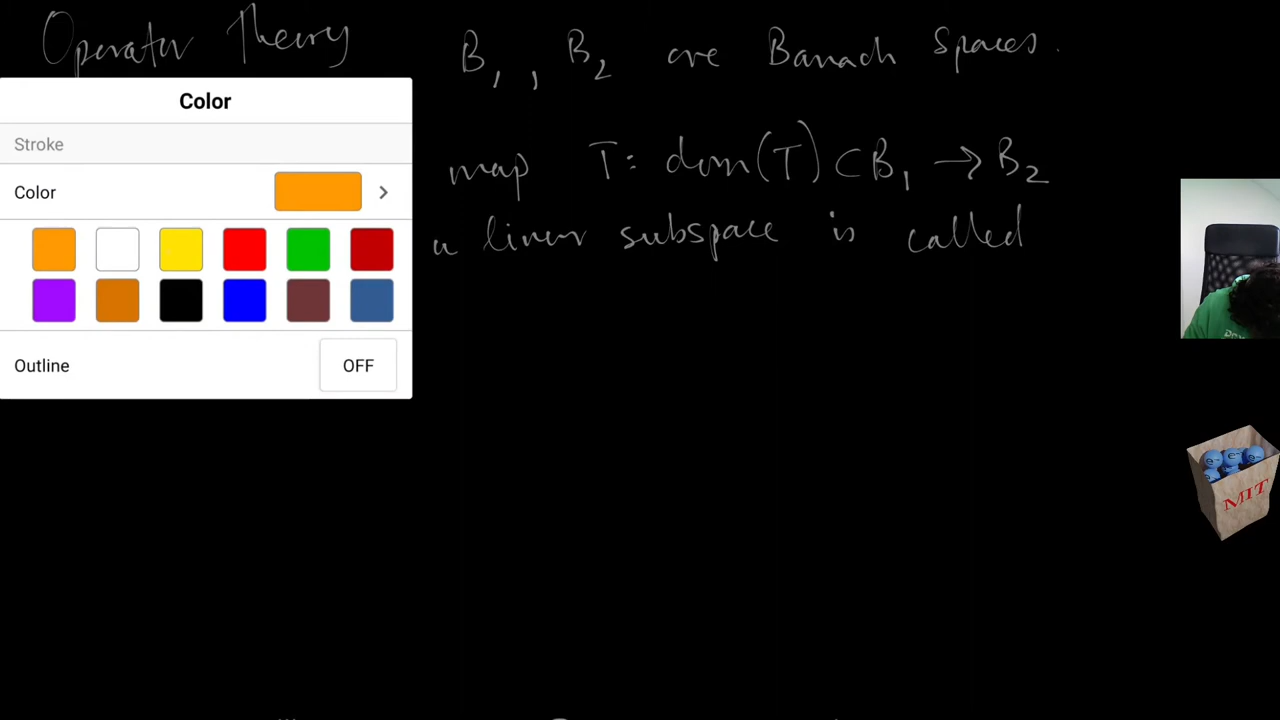 Operator Theory
B₁, B₂ are Banach Spaces.
Color
Stroke
Color
Outline
OFF
map T: dom(T) ⊂ B₁ → B₂
a linear subspace is called
MIT
e⁻ e⁻ e⁻ e⁻